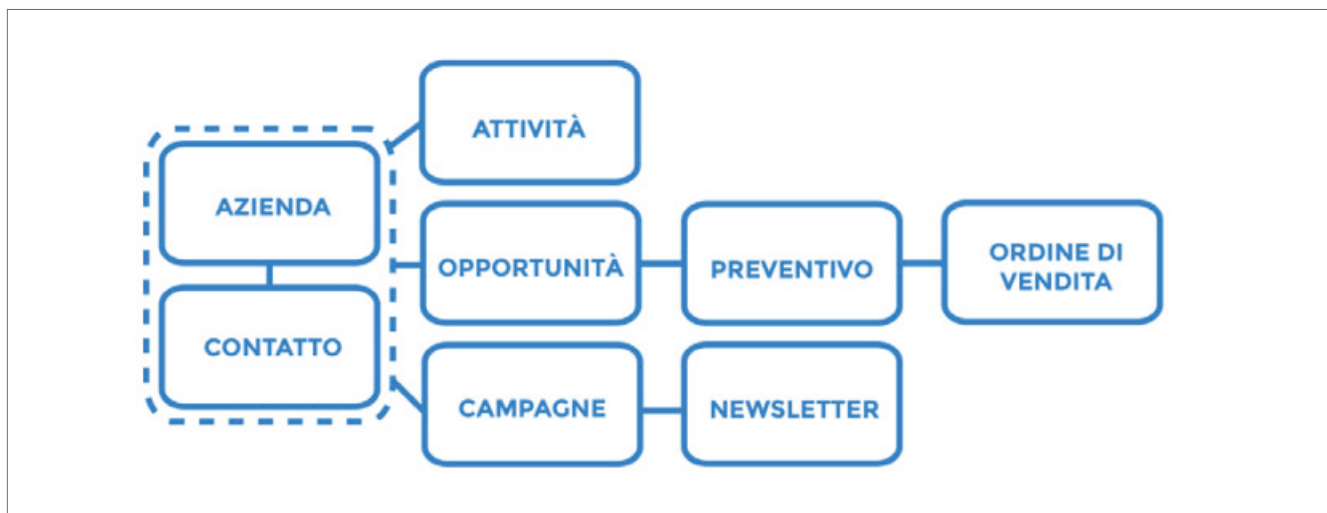 ATTIVITÀ
AZIENDA
CONTATTO
OPPORTUNITÀ
PREVENTIVO
ORDINE DI
VENDITA
CAMPAGNE
NEWSLETTER